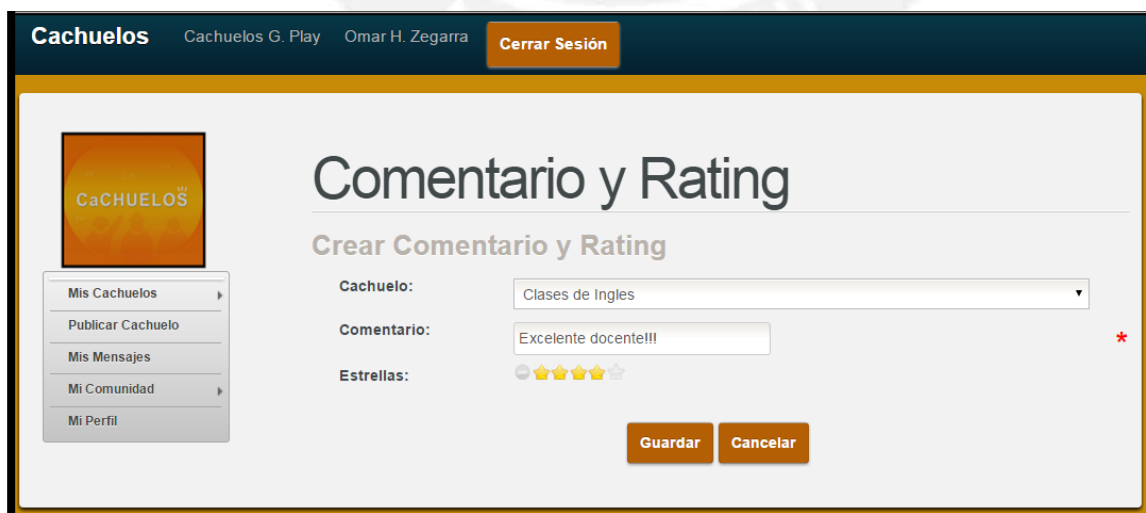 Cachuelos Cachuelos G. Play Omar H. Zegarra Cerrar Sesión
CaCHUELOS
Comentario y Rating
Crear Comentario y Rating
Mis Cachuelos
Publicar Cachuelo
Mis Mensajes
Mi Comunidad
Mi Perfil
Cachuelo: Clases de Ingles
Comentario: Excelente docente!!! *
Estrellas:
Guardar Cancelar